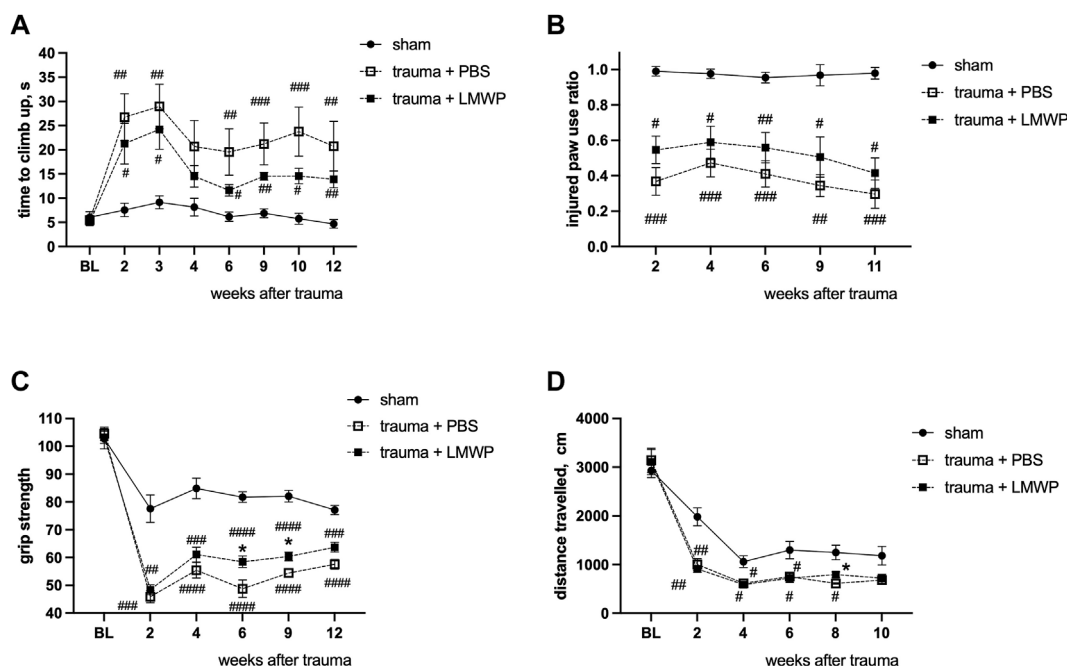 A
sham
trauma + PBS
trauma + LMWP
time to climb up, s
40
35
30
25
20
15
10
5
0
## ## ## ### ### ##
# # # ## # ##
BL 2 3 4 6 9 10 12
weeks after trauma
B
sham
trauma + PBS
trauma + LMWP
injured paw use ratio
1.0
0.8
0.6
0.4
0.2
0.0
# # ## # #
### ### ### ## ###
2 4 6 9 11
weeks after trauma
C
sham
trauma + PBS
trauma + LMWP
grip strength
110
100
90
80
70
60
50
40
## ### #### #### ###
* *
### #### #### #### ####
BL 2 4 6 9 12
weeks after trauma
D
sham
trauma + PBS
trauma + LMWP
distance travelled, cm
4000
3000
2000
1000
0
## # # *
## # # #
BL 2 4 6 8 10
weeks after trauma